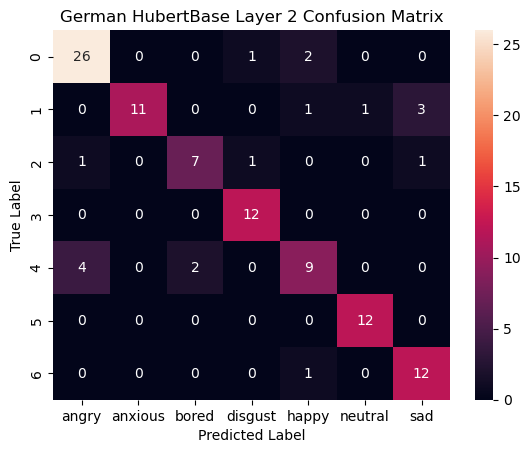 German HubertBase Layer 2 Confusion Matrix
0 26 0 0 1 2 0 0
1 0 11 0 0 1 1 3
2 1 0 7 1 0 0 1
3 0 0 0 12 0 0 0
4 4 0 2 0 9 0 0
5 0 0 0 0 0 12 0
6 0 0 0 0 1 0 12
angry anxious bored disgust happy neutral sad
Predicted Label
True Label
25
20
15
10
5
0